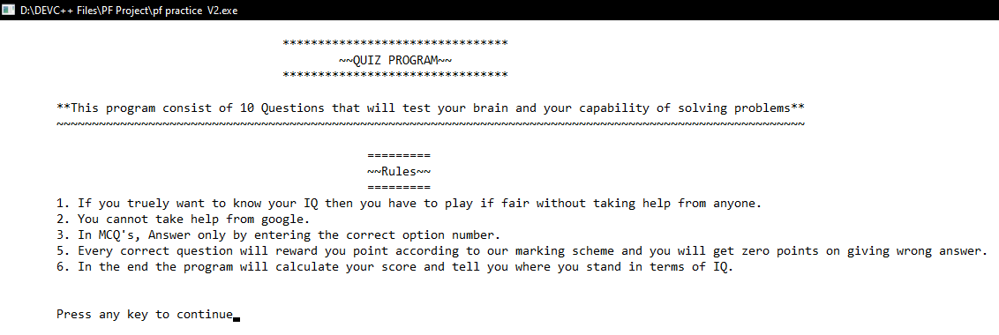 D:\DEVC++ Files\PF Project\pf practice V2.exe
********************************
~~QUIZ PROGRAM~~
********************************
**This program consist of 10 Questions that will test your brain and your capability of solving problems**
~~~~~~~~~~~~~~~~~~~~~~~~~~~~~~~~~~~~~~~~~~~~~~~~~~~~~~~~~~~~~~~~~~~~~~~~~~~~~~~~~~~~~~~~~~~~~~~~~~~~~~~~~~
=========
~~Rules~~
=========
1. If you truely want to know your IQ then you have to play if fair without taking help from anyone.
2. You cannot take help from google.
3. In MCQ's, Answer only by entering the correct option number.
5. Every correct question will reward you point according to our marking scheme and you will get zero points on giving wrong answer.
6. In the end the program will calculate your score and tell you where you stand in terms of IQ.
Press any key to continue